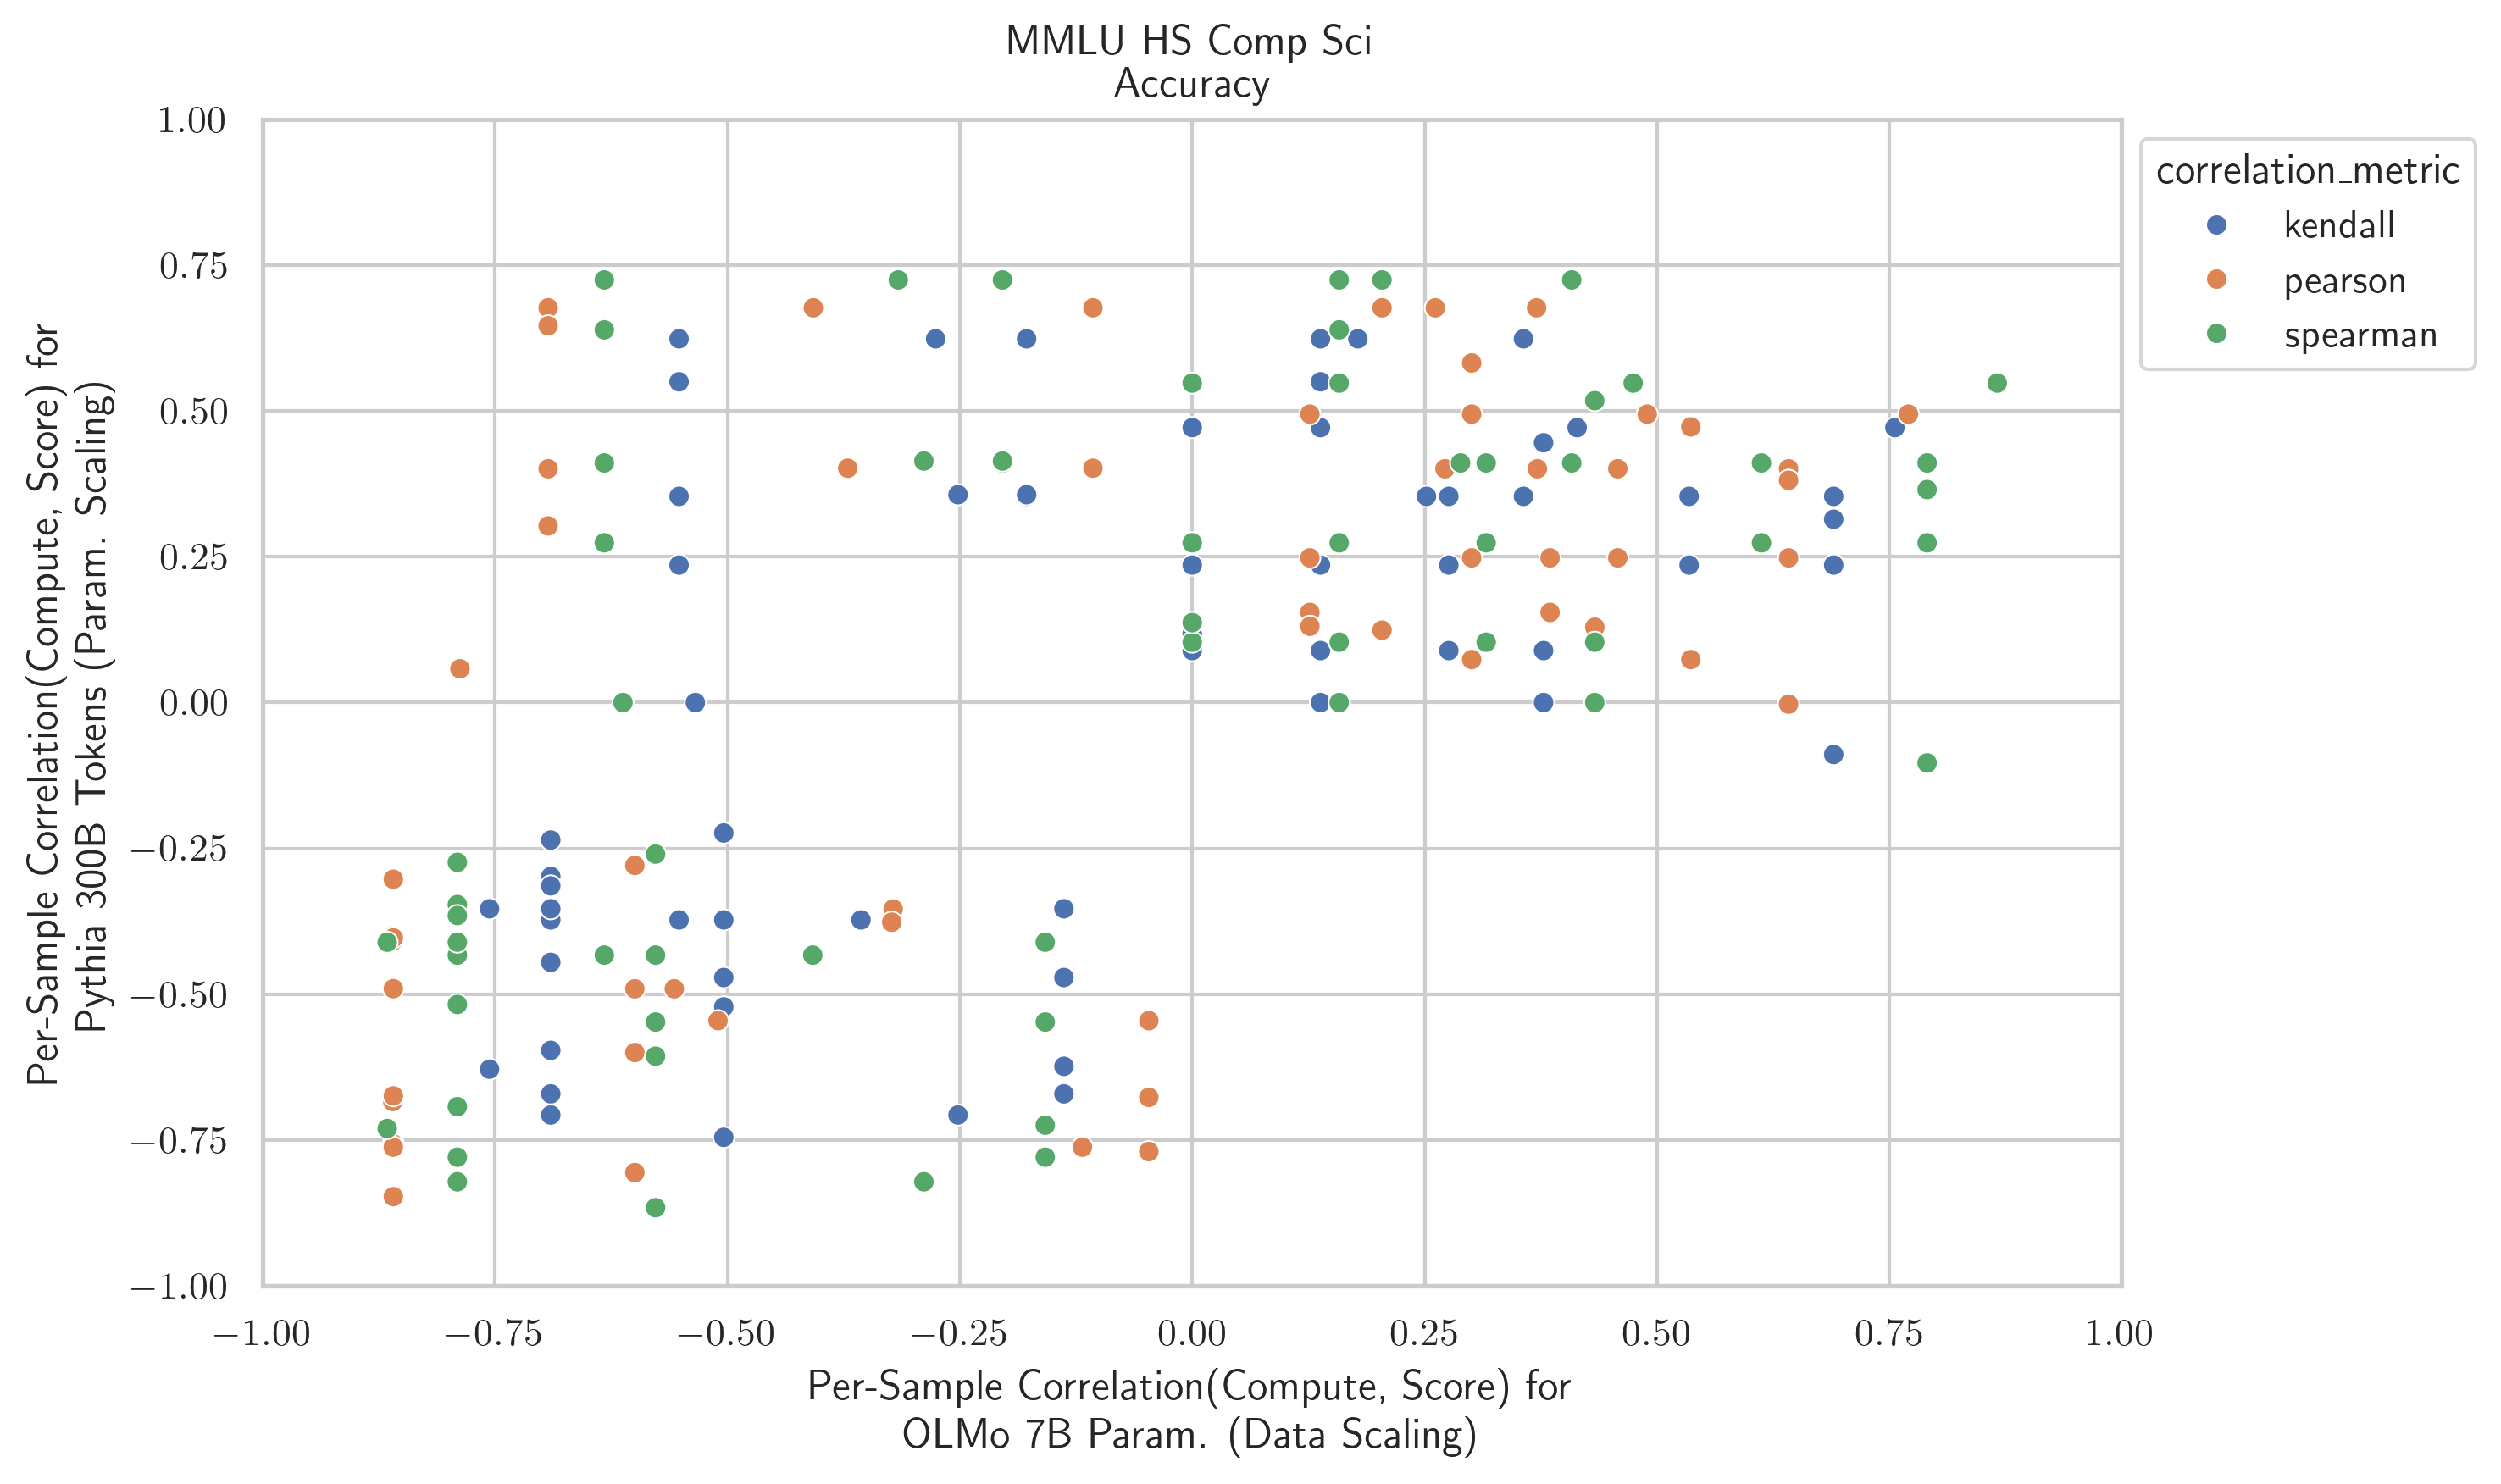 MMLU HS Comp Sci
Accuracy
1.00
0.75
0.50
0.25
0.00
−0.25
−0.50
−0.75
−1.00
Per-Sample Correlation(Compute, Score) for
Pythia 300B Tokens (Param. Scaling)
−1.00 −0.75 −0.50 −0.25 0.00 0.25 0.50 0.75 1.00
Per-Sample Correlation(Compute, Score) for
OLMo 7B Param. (Data Scaling)
correlation_metric
kendall
pearson
spearman